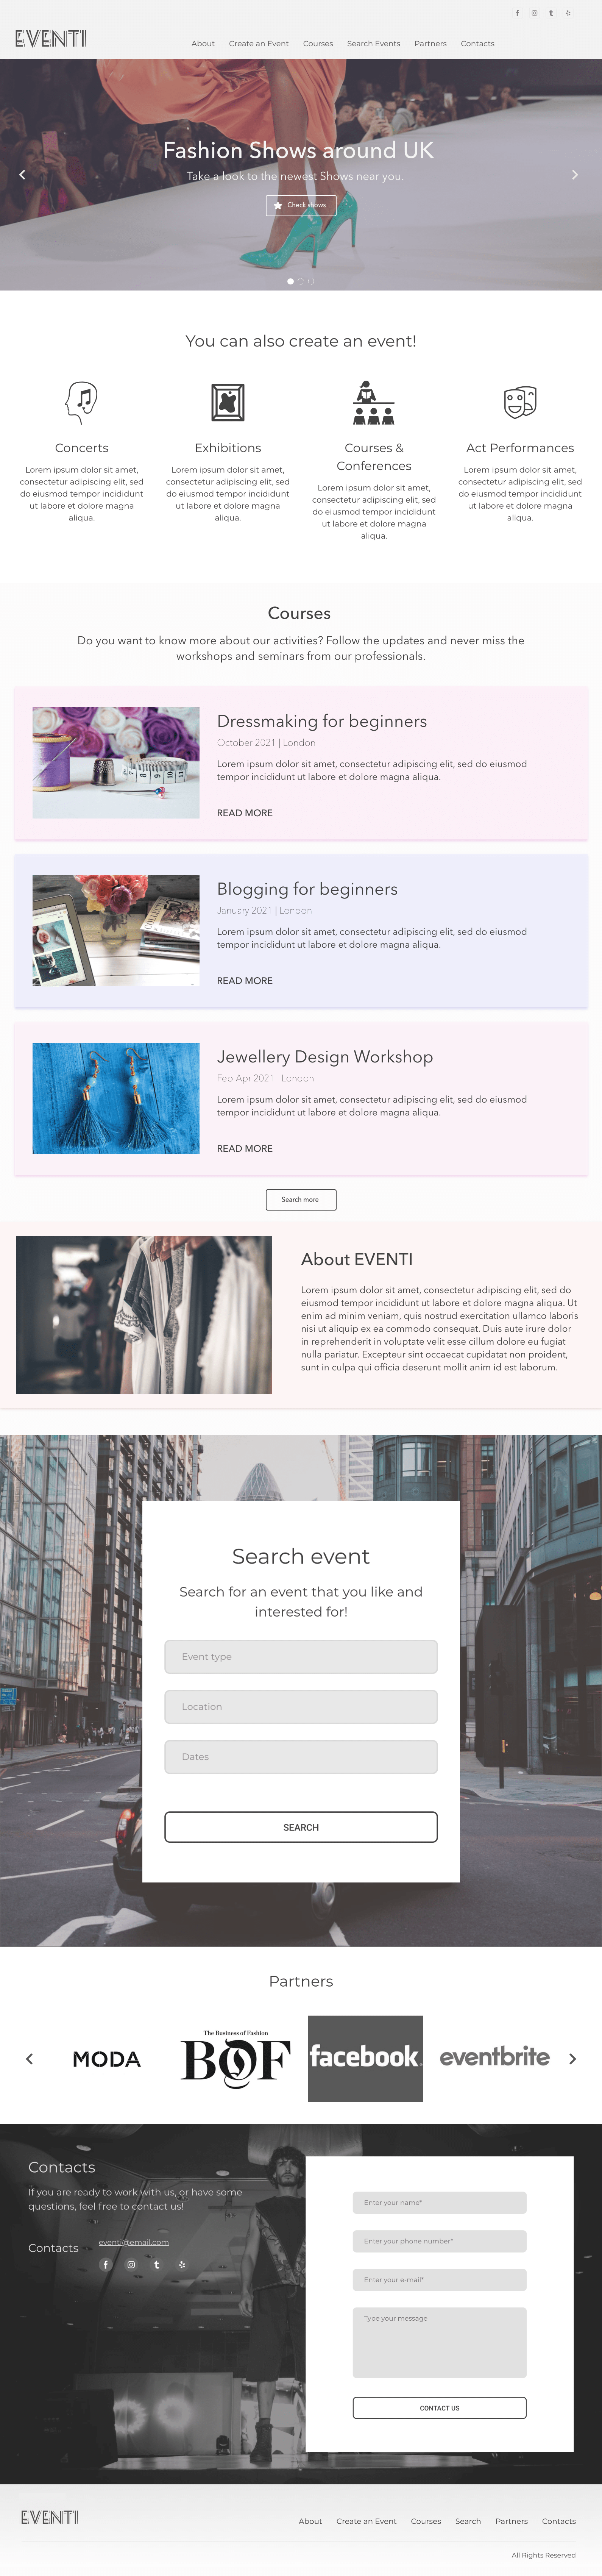 EVENTI
About Create an Event Courses Search Events Partners Contacts
Fashion Shows around UK
Take a look to the newest Shows near you.
Check shows
You can also create an event!
Concerts
Lorem ipsum dolor sit amet,
consectetur adipiscing elit, sed
do eiusmod tempor incididunt
ut labore et dolore magna
aliqua.
Exhibitions
Lorem ipsum dolor sit amet,
consectetur adipiscing elit, sed
do eiusmod tempor incididunt
ut labore et dolore magna
aliqua.
Courses &
Conferences
Lorem ipsum dolor sit amet,
consectetur adipiscing elit, sed
do eiusmod tempor incididunt
ut labore et dolore magna
aliqua.
Act Performances
Lorem ipsum dolor sit amet,
consectetur adipiscing elit, sed
do eiusmod tempor incididunt
ut labore et dolore magna
aliqua.
Courses
Do you want to know more about our activities? Follow the updates and never miss the
workshops and seminars from our professionals.
Dressmaking for beginners
October 2021 | London
Lorem ipsum dolor sit amet, consectetur adipiscing elit, sed do eiusmod
tempor incididunt ut labore et dolore magna aliqua.
READ MORE
Blogging for beginners
January 2021 | London
Lorem ipsum dolor sit amet, consectetur adipiscing elit, sed do eiusmod
tempor incididunt ut labore et dolore magna aliqua.
READ MORE
Jewellery Design Workshop
Feb-Apr 2021 | London
Lorem ipsum dolor sit amet, consectetur adipiscing elit, sed do eiusmod
tempor incididunt ut labore et dolore magna aliqua.
READ MORE
Search more
About EVENTI
Lorem ipsum dolor sit amet, consectetur adipiscing elit, sed do
eiusmod tempor incididunt ut labore et dolore magna aliqua. Ut
enim ad minim veniam, quis nostrud exercitation ullamco laboris
nisi ut aliquip ex ea commodo consequat. Duis aute irure dolor
in reprehenderit in voluptate velit esse cillum dolore eu fugiat
nulla pariatur. Excepteur sint occaecat cupidatat non proident,
sunt in culpa qui officia deserunt mollit anim id est laborum.
Search event
Search for an event that you like and
interested for!
Event type
Location
Dates
SEARCH
Partners
MODA
The Business of Fashion
BOF
facebook
eventbrite
Contacts
If you are ready to work with us, or have some
questions, feel free to contact us!
Contacts
eventi@email.com
Enter your name*
Enter your phone number*
Enter your e-mail*
Type your message
CONTACT US
EVENTI
About Create an Event Courses Search Partners Contacts
All Rights Reserved